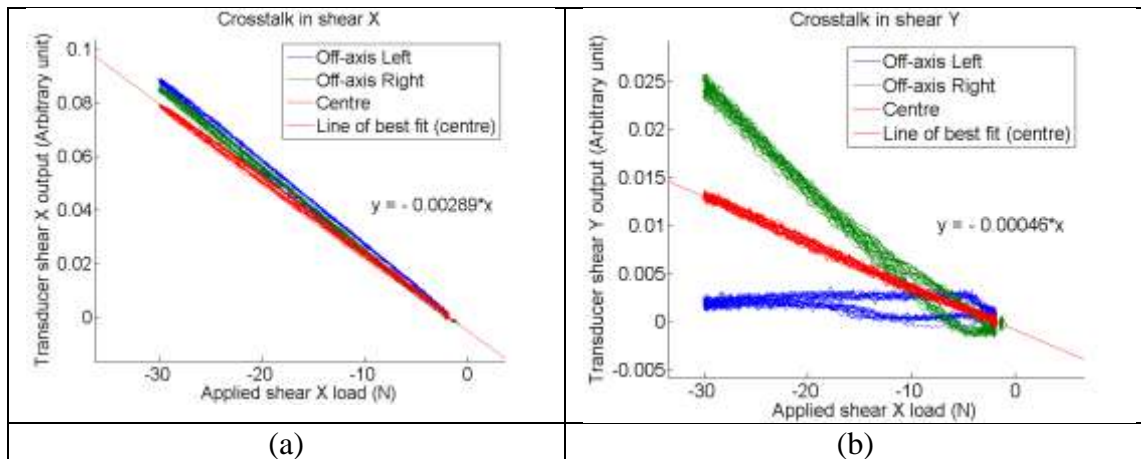 Crosstalk in shear X
Off-axis Left
Off-axis Right
Centre
Line of best fit (centre)
y = - 0.00289*x
0.1
0.08
0.06
0.04
0.02
0
Transducer shear X output (Arbitrary unit)
-30
-20
-10
0
Applied shear X load (N)
(a)
Crosstalk in shear Y
Off-axis Left
Off-axis Right
Centre
Line of best fit (centre)
y = - 0.00046*x
0.025
0.02
0.015
0.01
0.005
0
-0.005
Transducer shear Y output (Arbitrary unit)
-30
-20
-10
0
Applied shear X load (N)
(b)